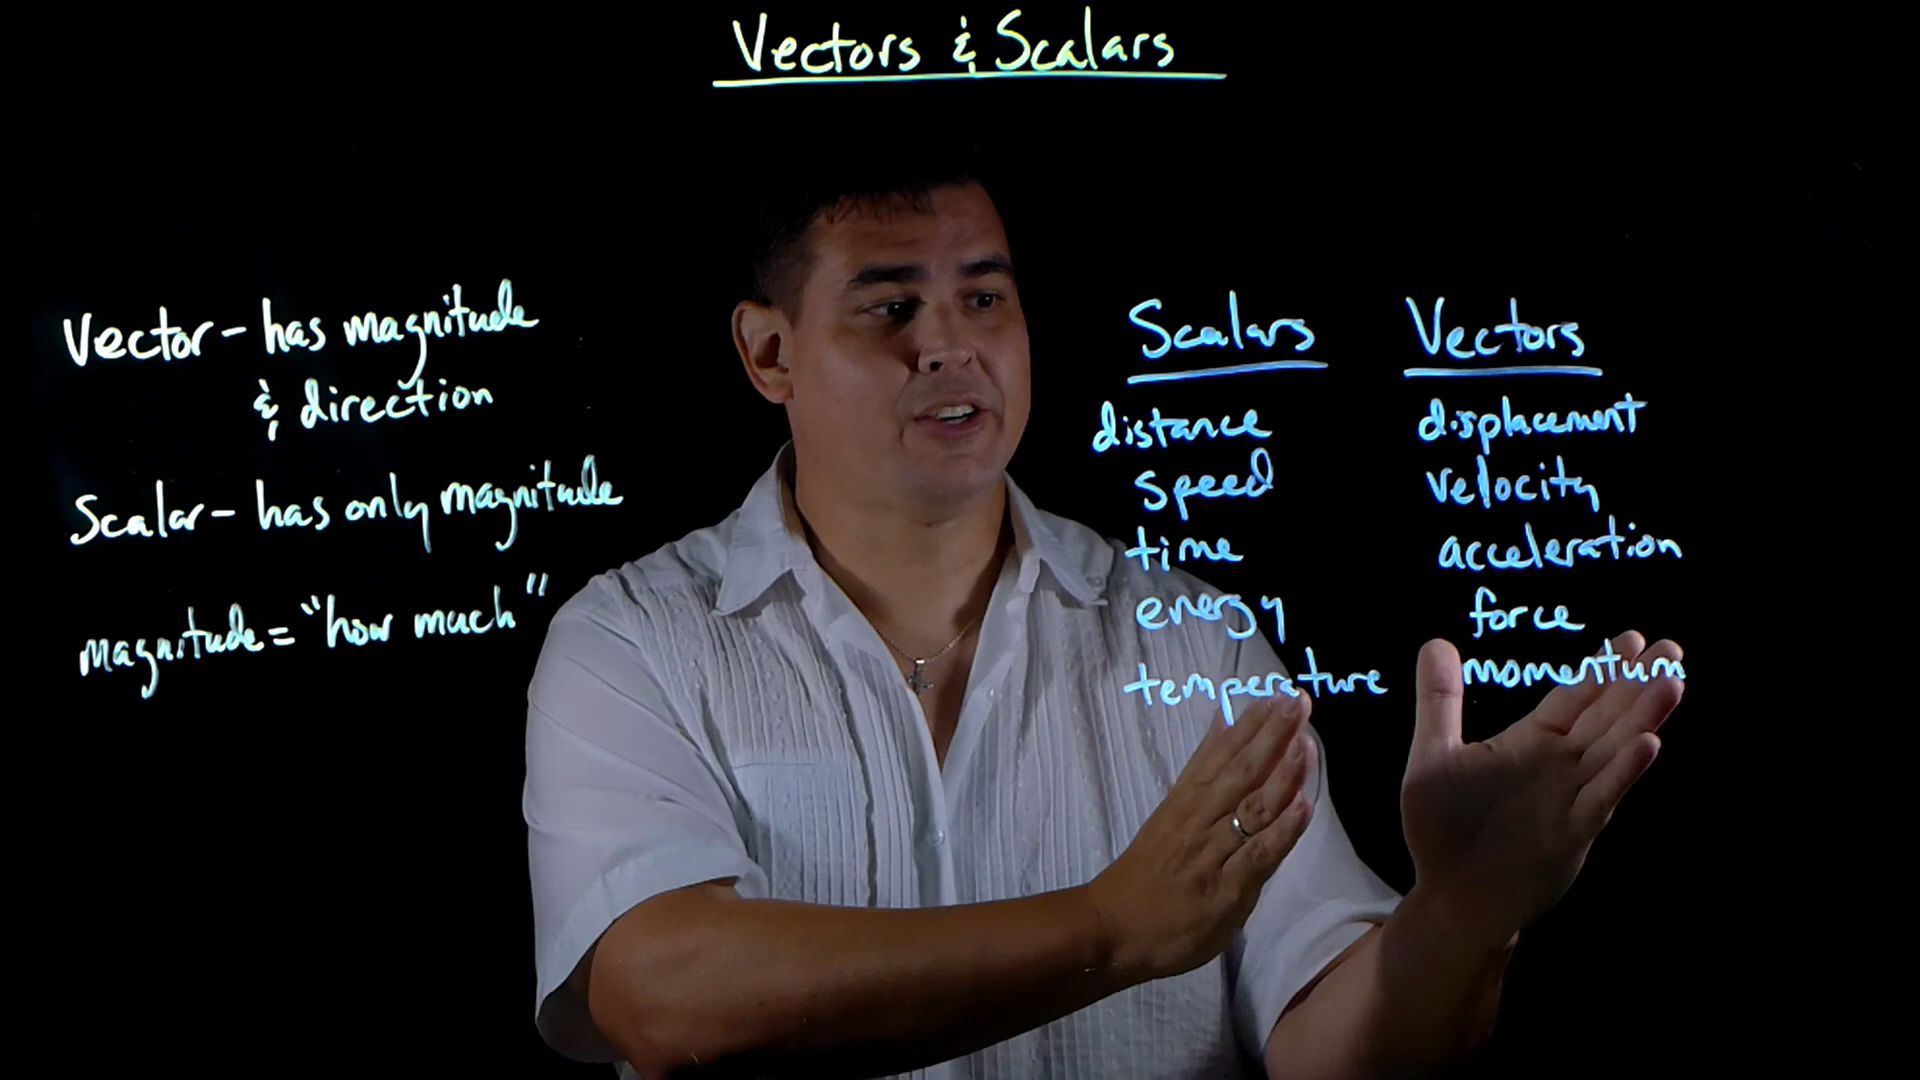 Vectors & Scalars
Vector - has magnitude
& direction
Scalar - has only magnitude
magnitude = "how much"
Scalars
distance
speed
time
energy
temperature
Vectors
displacement
velocity
acceleration
force
momentum